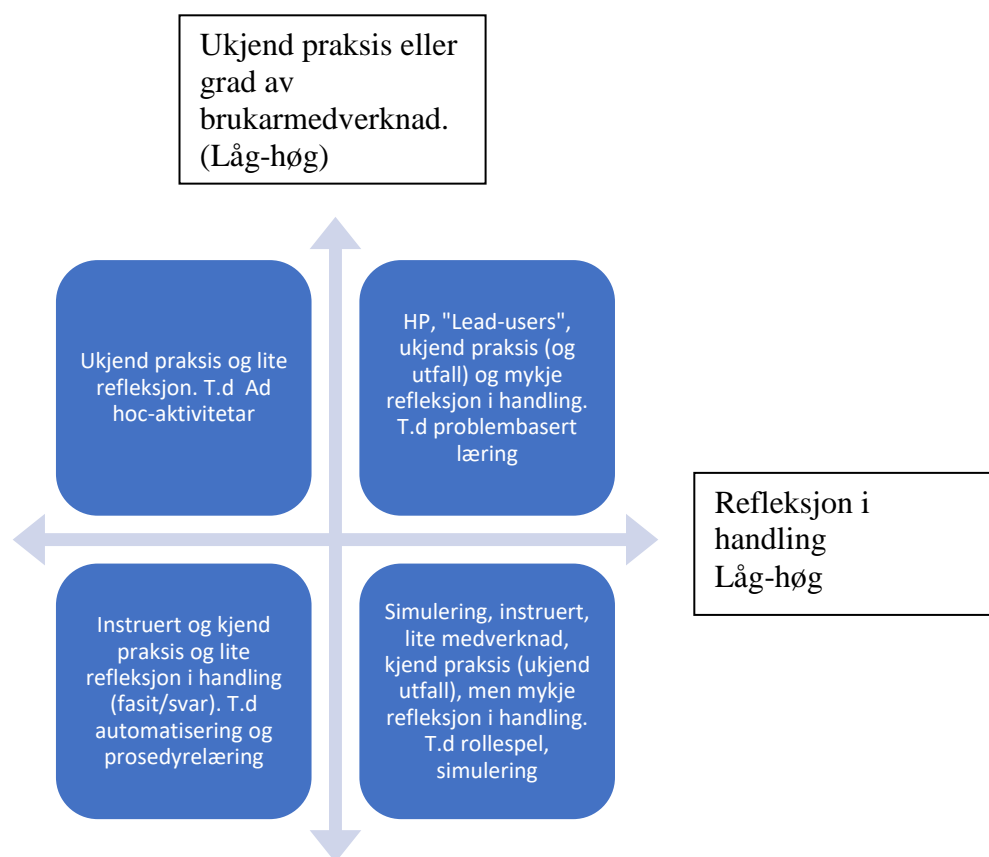 Ukjend praksis eller
grad av
brukarmedverknad.
(Låg-høg)
Ukjend praksis og lite
refleksjon. T.d  Ad
hoc-aktivitetar
HP, "Lead-users",
ukjend praksis (og
utfall) og mykje
refleksjon i handling.
T.d problembasert
læring
Refleksjon i
handling
Låg-høg
Instruert og kjend
praksis og lite
refleksjon i handling
(fasit/svar). T.d
automatisering og
prosedyrelæring
Simulering, instruert,
lite medverknad,
kjend praksis (ukjend
utfall), men mykje
refleksjon i handling.
T.d rollespel,
simulering